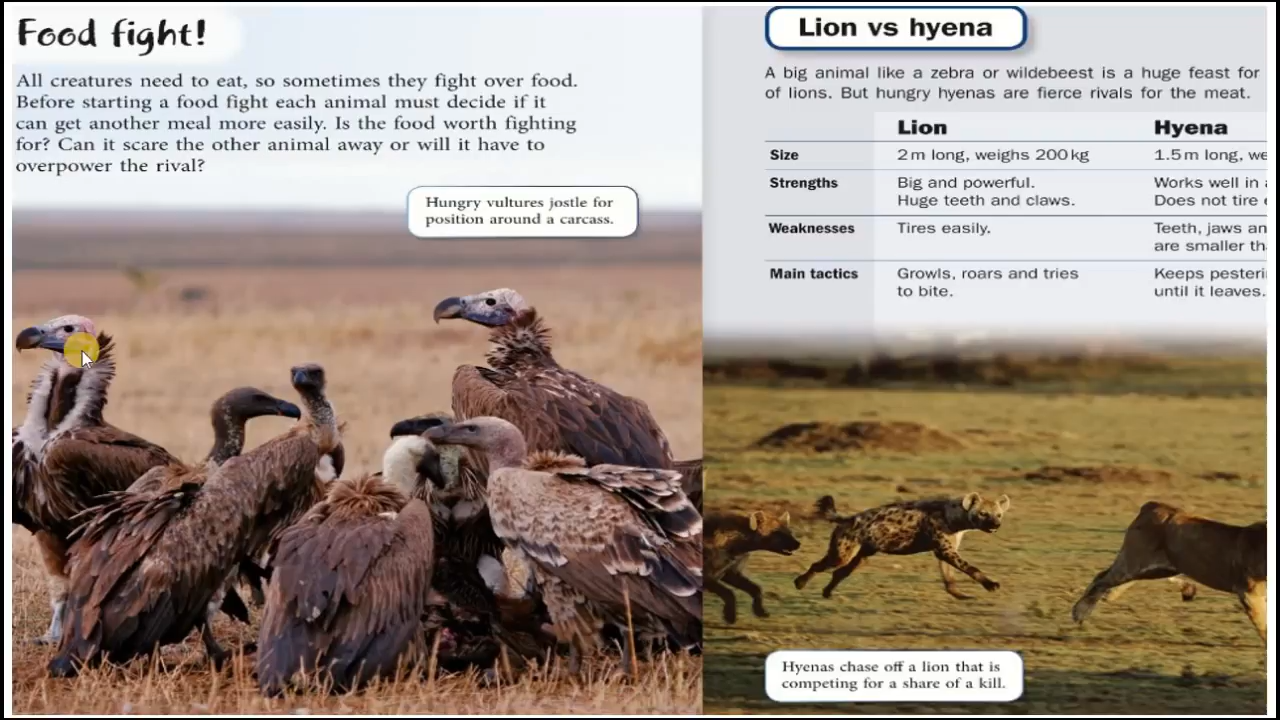 Food fight!
All creatures need to eat, so sometimes they fight over food.
Before starting a food fight each animal must decide if it
can get another meal more easily. Is the food worth fighting
for? Can it scare the other animal away or will it have to
overpower the rival?
Hungry vultures jostle for
position around a carcass.
Lion vs hyena
A big animal like a zebra or wildebeest is a huge feast for
of lions. But hungry hyenas are fierce rivals for the meat.
Lion Hyena
Size 2 m long, weighs 200 kg 1.5 m long, we
Strengths Big and powerful. Works well in
Huge teeth and claws. Does not tire
Weaknesses Tires easily. Teeth, jaws an
are smaller th
Main tactics Growls, roars and tries Keeps pesteri
to bite. until it leaves.
Hyenas chase off a lion that is
competing for a share of a kill.